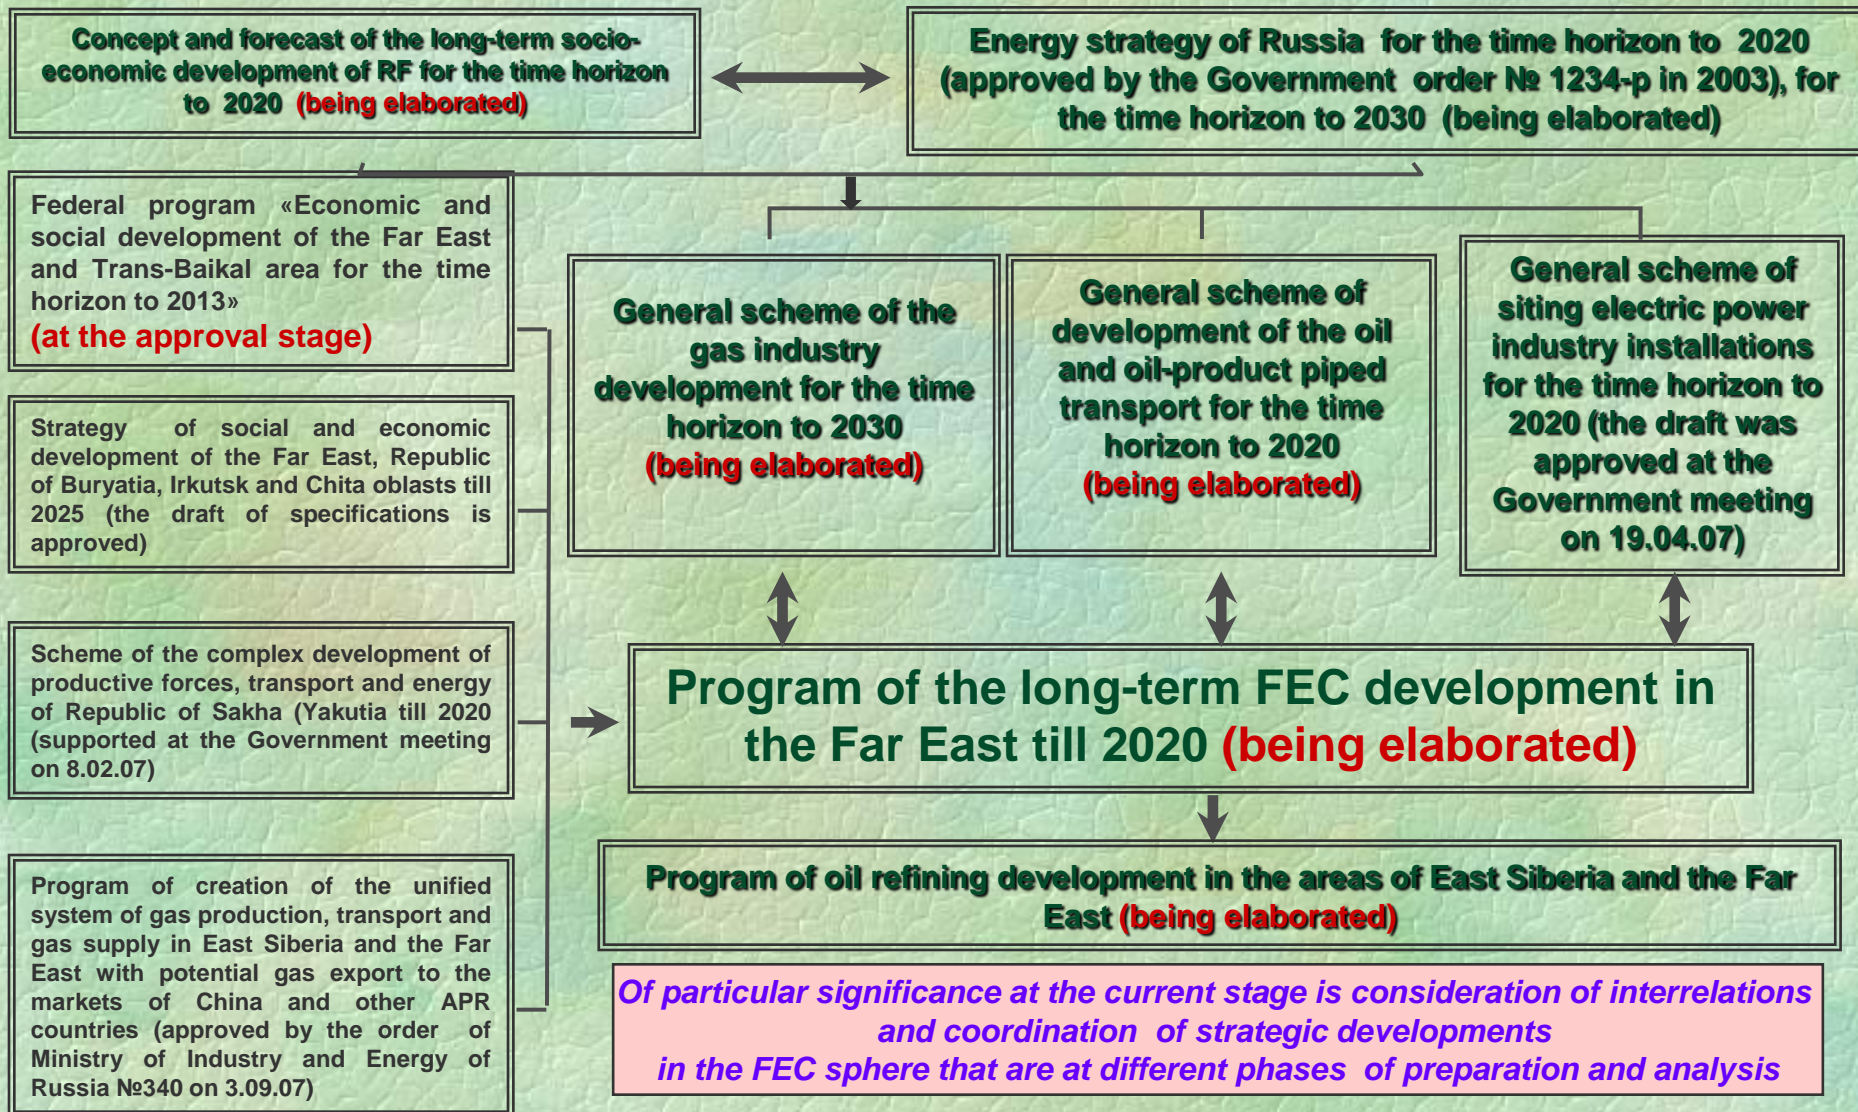 Concept and forecast of the long-term socio-
economic development of RF for the time horizon
to 2020 (being elaborated)
Energy strategy of Russia for the time horizon to 2020
(approved by the Government order № 1234-p in 2003), for
the time horizon to 2030 (being elaborated)
Federal program «Economic and
social development of the Far East
and Trans-Baikal area for the time
horizon to 2013»
(at the approval stage)
Strategy of social and economic
development of the Far East, Republic
of Buryatia, Irkutsk and Chita oblasts till
2025 (the draft of specifications is
approved)
Scheme of the complex development of
productive forces, transport and energy
of Republic of Sakha (Yakutia till 2020
(supported at the Government meeting
on 8.02.07)
Program of creation of the unified
system of gas production, transport and
gas supply in East Siberia and the Far
East with potential gas export to the
markets of China and other APR
countries (approved by the order of
Ministry of Industry and Energy of
Russia №340 on 3.09.07)
General scheme of the
gas industry
development for the time
horizon to 2030
(being elaborated)
General scheme of
development of the oil
and oil-product piped
transport for the time
horizon to 2020
(being elaborated)
General scheme of
siting electric power
industry installations
for the time horizon to
2020 (the draft was
approved at the
Government meeting
on 19.04.07)
Program of the long-term FEC development in
the Far East till 2020 (being elaborated)
Program of oil refining development in the areas of East Siberia and the Far
East (being elaborated)
Of particular significance at the current stage is consideration of interrelations
and coordination of strategic developments
in the FEC sphere that are at different phases of preparation and analysis